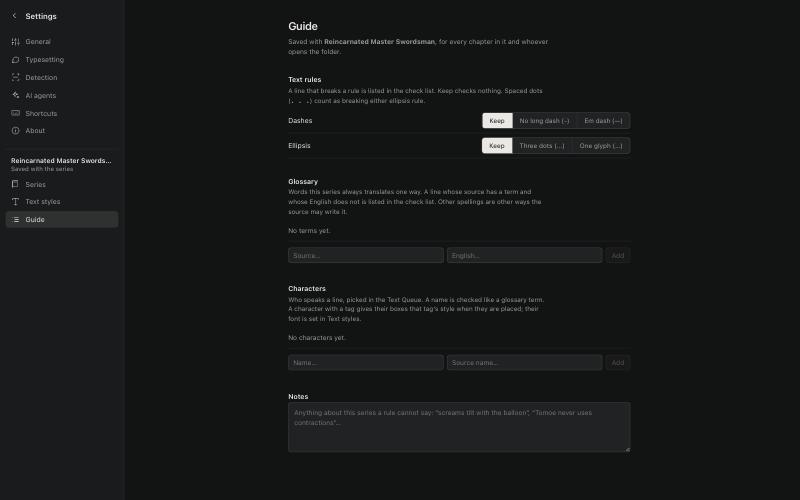 Settings
General
Typesetting
Detection
AI agents
Shortcuts
About
Reincarnated Master Swords...
Saved with the series
Series
Text styles
Guide
Guide
Saved with Reincarnated Master Swordsman, for every chapter in it and whoever
opens the folder.
Text rules
A line that breaks a rule is listed in the check list. Keep checks nothing. Spaced dots
(. . .) count as breaking either ellipsis rule.
Dashes
Keep
No long dash (-)
Em dash (—)
Ellipsis
Keep
Three dots (...)
One glyph (…)
Glossary
Words this series always translates one way. A line whose source has a term and
whose English does not is listed in the check list. Other spellings are other ways the
source may write it.
No terms yet.
Source...
English...
Add
Characters
Who speaks a line, picked in the Text Queue. A name is checked like a glossary term.
A character with a tag gives their boxes that tag's style when they are placed; their
font is set in Text styles.
No characters yet.
Name...
Source name...
Add
Notes
Anything about this series a rule cannot say: "screams tilt with the balloon", "Tomoe never uses
contractions"...